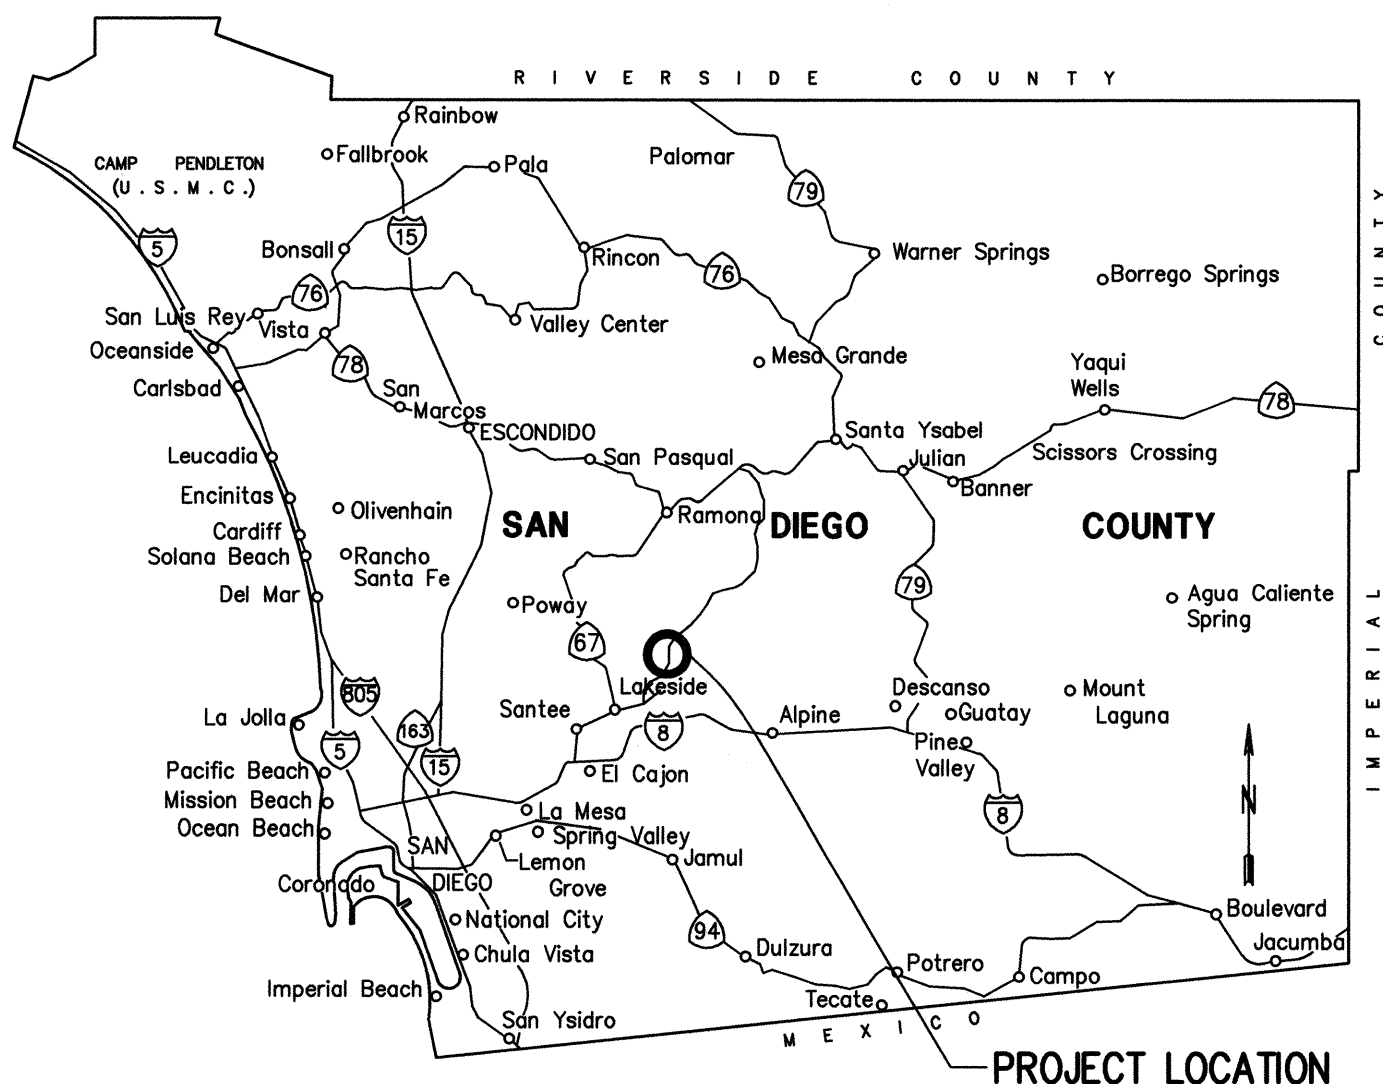 RIVERSIDE COUNTY
Rainbow
Fallbrook
Pala
Palomar
CAMP PENDLETON
(U.S.M.C.)
79
5
15
Bonsall
Rincon
Warner Springs
76
76
Borrego Springs
COUNTY
San Luis Rey
Vista
Valley Center
Oceanside
Mesa Grande
78
Yaqui
Wells
Carlsbad
San
Marcos
78
ESCONDIDO
Santa Ysabel
Leucadia
San Pasqual
Julian
Scissors Crossing
Encinitas
Banner
Olivenhain
Ramona
SAN DIEGO COUNTY
Cardiff
Solana Beach
Rancho
Santa Fe
79
Del Mar
Poway
Agua Caliente
Spring
IMPERIAL
67
805
Lakeside
Descanso
Mount
Laguna
La Jolla
Santee
Alpine
Guatay
163
8
5
Pine
Valley
15
Pacific Beach
El Cajon
Mission Beach
La Mesa
N
8
Ocean Beach
Spring Valley
SAN
DIEGO
Lemon
Grove
Jamul
Coronado
National City
94
Boulevard
Chula Vista
Dulzura
Jacumba
Potrero
Campo
Imperial Beach
Tecate
San Ysidro
MEXICO
PROJECT LOCATION